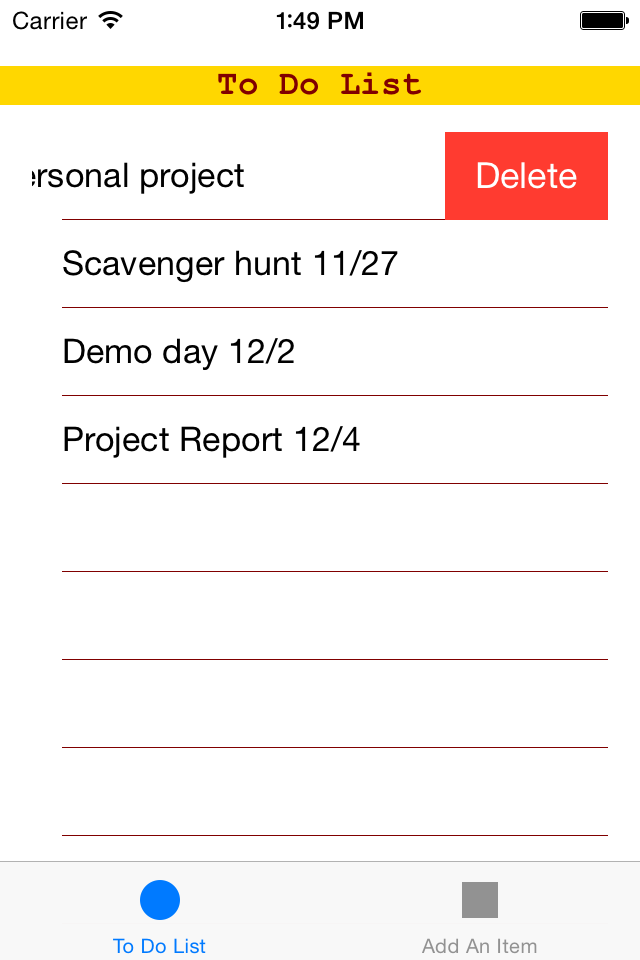 Carrier 1:49 PM
To Do List
ersonal project Delete
Scavenger hunt 11/27
Demo day 12/2
Project Report 12/4
To Do List Add An Item